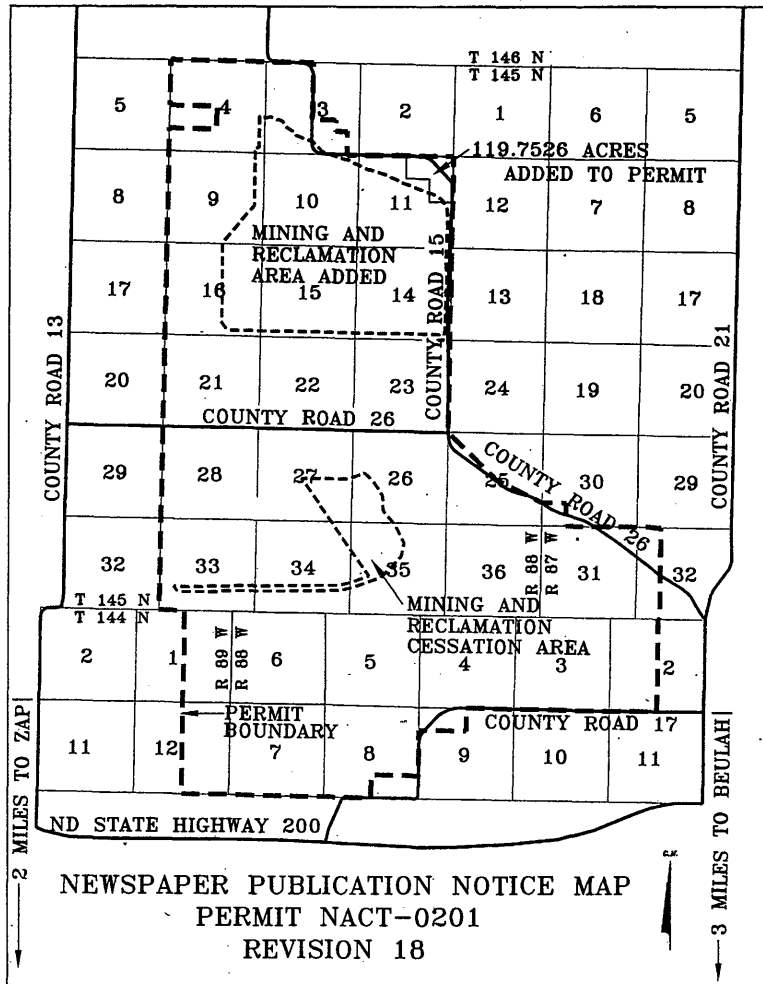 T 146 N
T 145 N
5
4
3
2
1
6
5
119.7526 ACRES
ADDED TO PERMIT
8
9
10
11
12
7
8
MINING AND
RECLAMATION
AREA ADDED
17
16
15
14
13
18
17
COUNTY ROAD 15
COUNTY ROAD 13
COUNTY ROAD 21
20
21
22
23
24
19
20
COUNTY ROAD 26
29
28
27
26
25
30
29
COUNTY ROAD 26
32
33
34
35
36
R 88 W
R 87 W
31
32
T 145 N
T 144 N
MINING AND
RECLAMATION
CESSATION AREA
2
1
R 89 W
R 88 W
6
5
4
3
2
PERMIT
BOUNDARY
COUNTY ROAD 17
11
12
7
8
9
10
11
2 MILES TO ZAP
3 MILES TO BEULAH
ND STATE HIGHWAY 200
NEWSPAPER PUBLICATION NOTICE MAP
PERMIT NACT-0201
REVISION 18